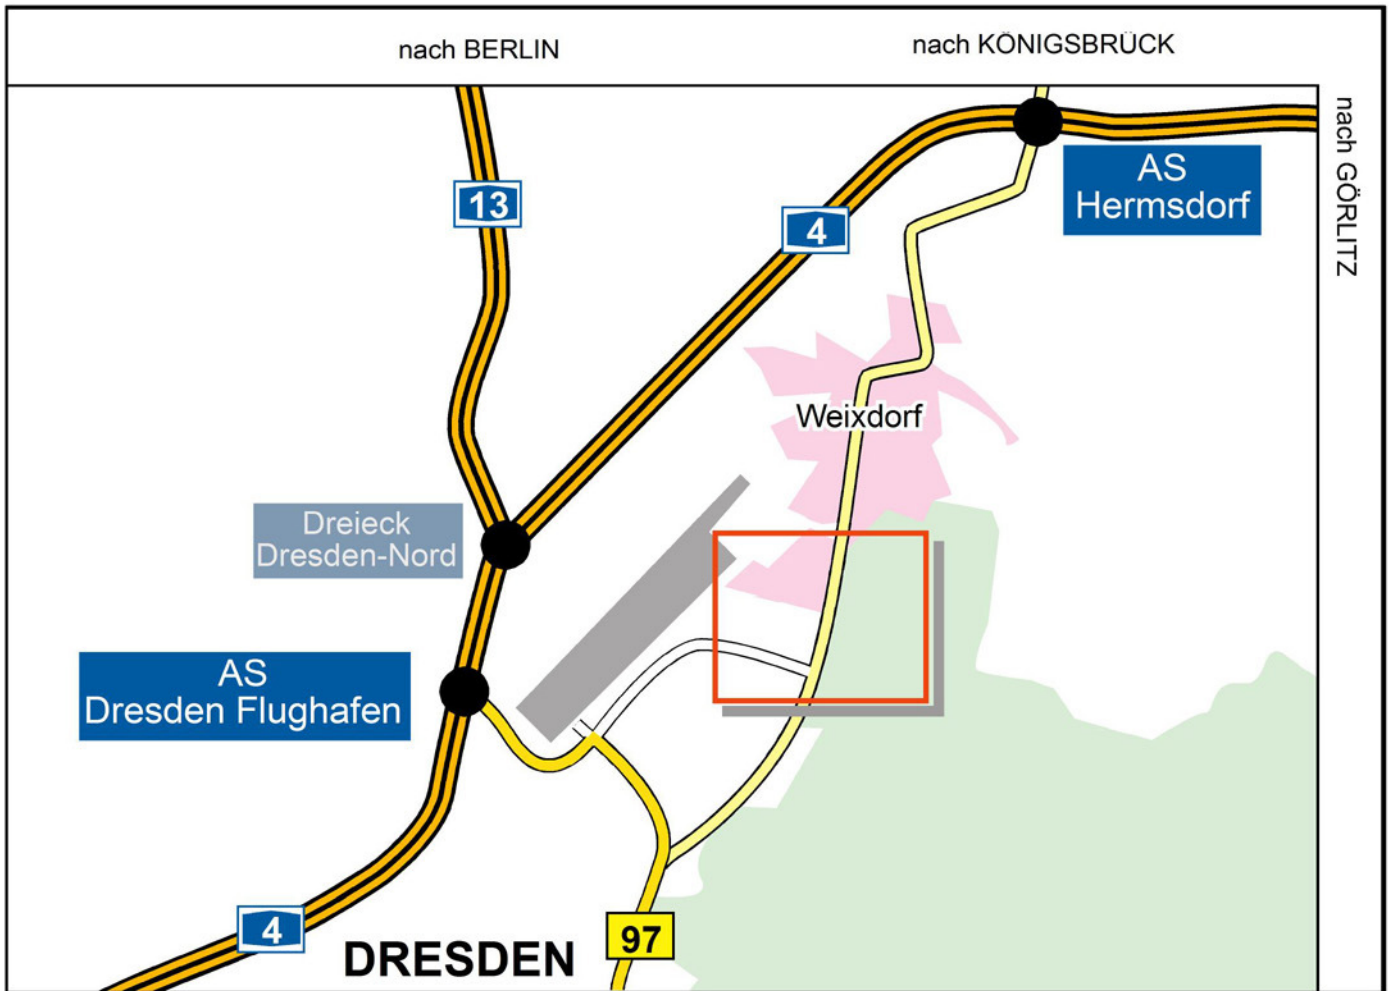 nach BERLIN
nach KÖNIGSBRÜCK
nach GÖRLITZ
AS
Hermsdorf
13
4
Weixdorf
Dreieck
Dresden-Nord
AS
Dresden Flughafen
4
DRESDEN
97